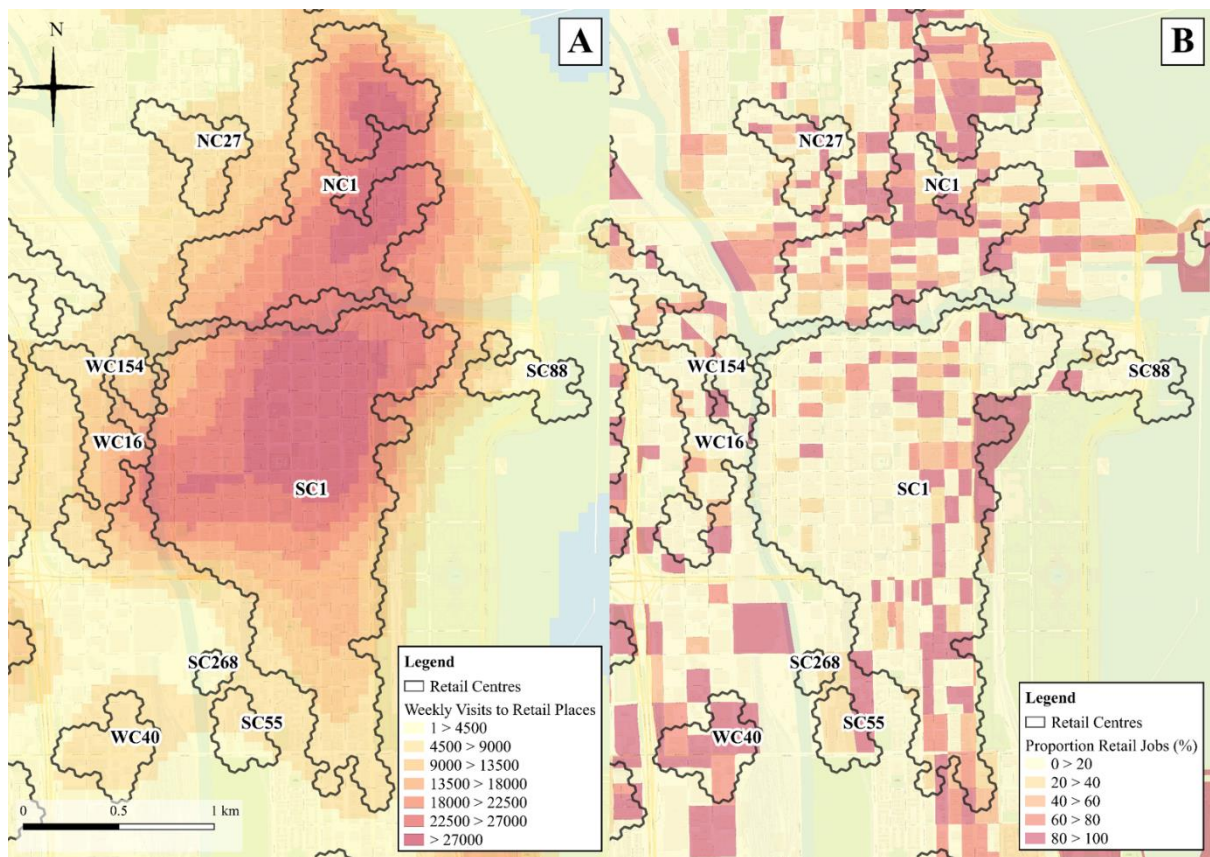 N
A
NC27
NC1
WC154
WC16
SC88
SC1
SC268
SC55
WC40
0 0.5 1 km
Legend
Retail Centres
Weekly Visits to Retail Places
1 > 4500
4500 > 9000
9000 > 13500
13500 > 18000
18000 > 22500
22500 > 27000
> 27000
B
NC27
NC1
WC154
WC16
SC88
SC1
SC268
SC55
WC40
Legend
Retail Centres
Proportion Retail Jobs (%)
0 > 20
20 > 40
40 > 60
60 > 80
80 > 100